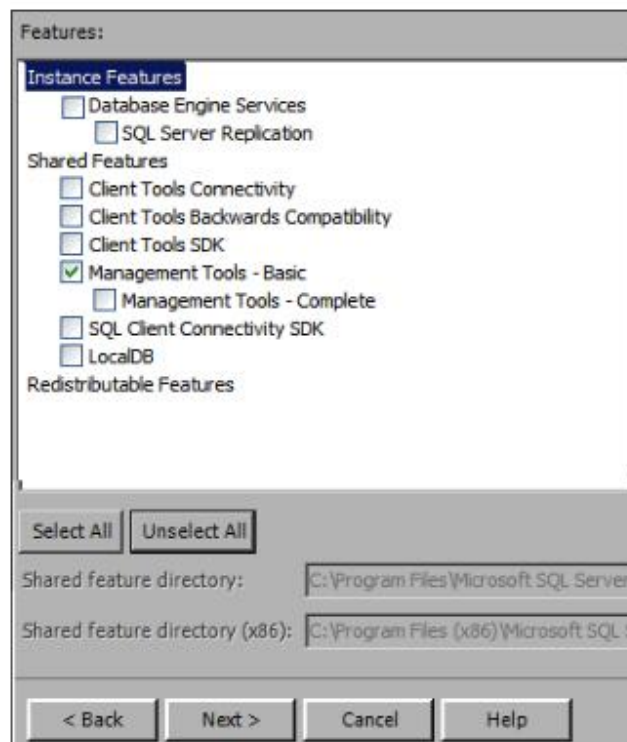 Features:
Instance Features
Database Engine Services
SQL Server Replication
Shared Features
Client Tools Connectivity
Client Tools Backwards Compatibility
Client Tools SDK
Management Tools - Basic
Management Tools - Complete
SQL Client Connectivity SDK
LocalDB
Redistributable Features
Select All Unselect All
Shared feature directory: C:\Program Files\Microsoft SQL Server
Shared feature directory (x86): C:\Program Files (x86)\Microsoft SQL
< Back Next > Cancel Help